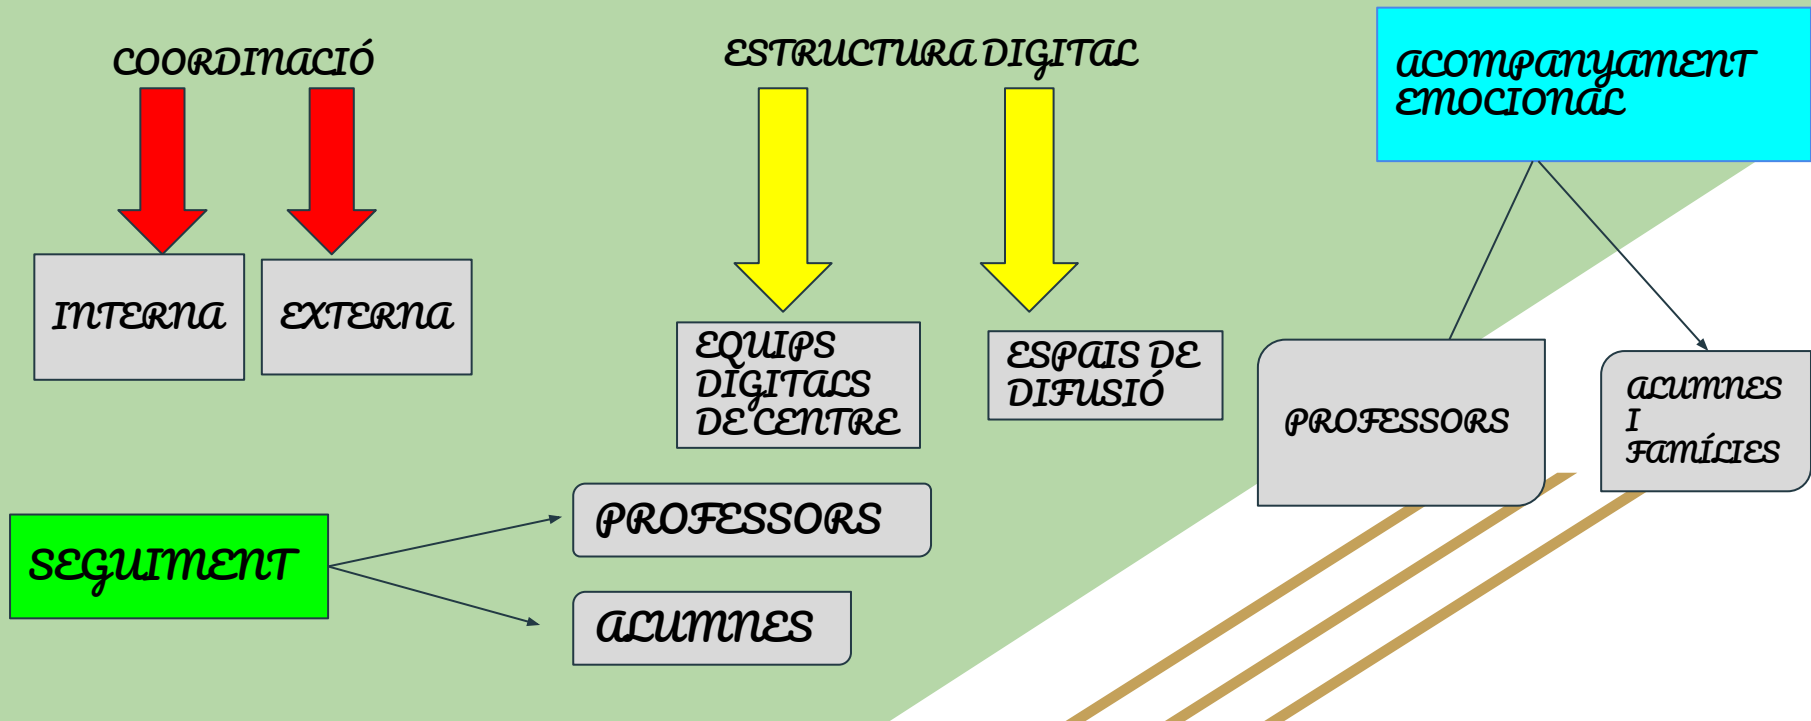 COORDINACIÓ
INTERNA
EXTERNA
ESTRUCTURA DIGITAL
EQUIPS
DIGITALS
DE CENTRE
ESPAIS DE
DIFUSIÓ
ACOMPANYAMENT
EMOCIONAL
PROFESSORS
ALUMNES
I
FAMÍLIES
SEGUIMENT
PROFESSORS
ALUMNES